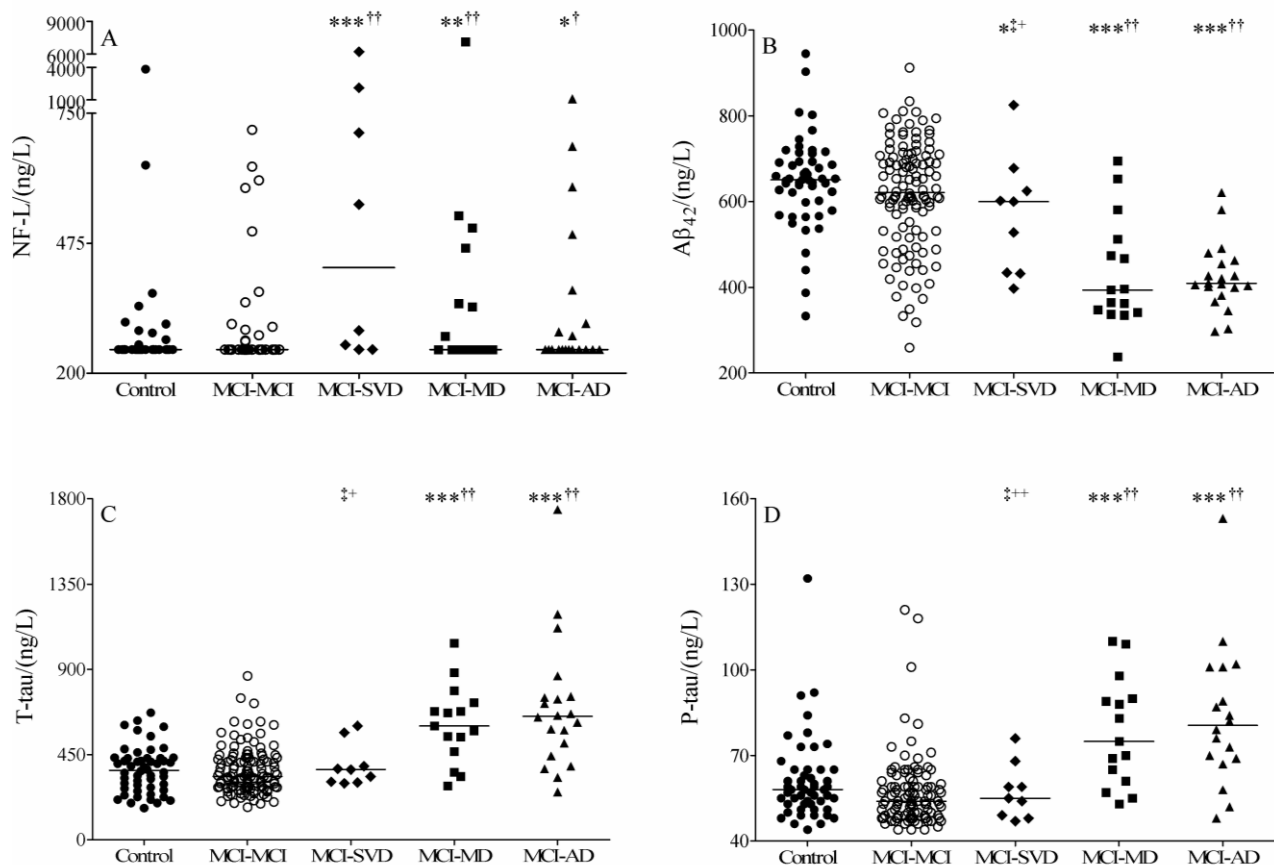 9000
6000
4000
1000
750
475
200
NF-L/(ng/L)
A
***††
**††
*†
Control
MCI-MCI
MCI-SVD
MCI-MD
MCI-AD
1000
800
600
400
200
Aβ42/(ng/L)
B
*‡+
***††
***††
Control
MCI-MCI
MCI-SVD
MCI-MD
MCI-AD
1800
1350
900
450
0
T-tau/(ng/L)
C
‡+
***††
***††
Control
MCI-MCI
MCI-SVD
MCI-MD
MCI-AD
160
130
100
70
40
P-tau/(ng/L)
D
‡++
***††
***††
Control
MCI-MCI
MCI-SVD
MCI-MD
MCI-AD